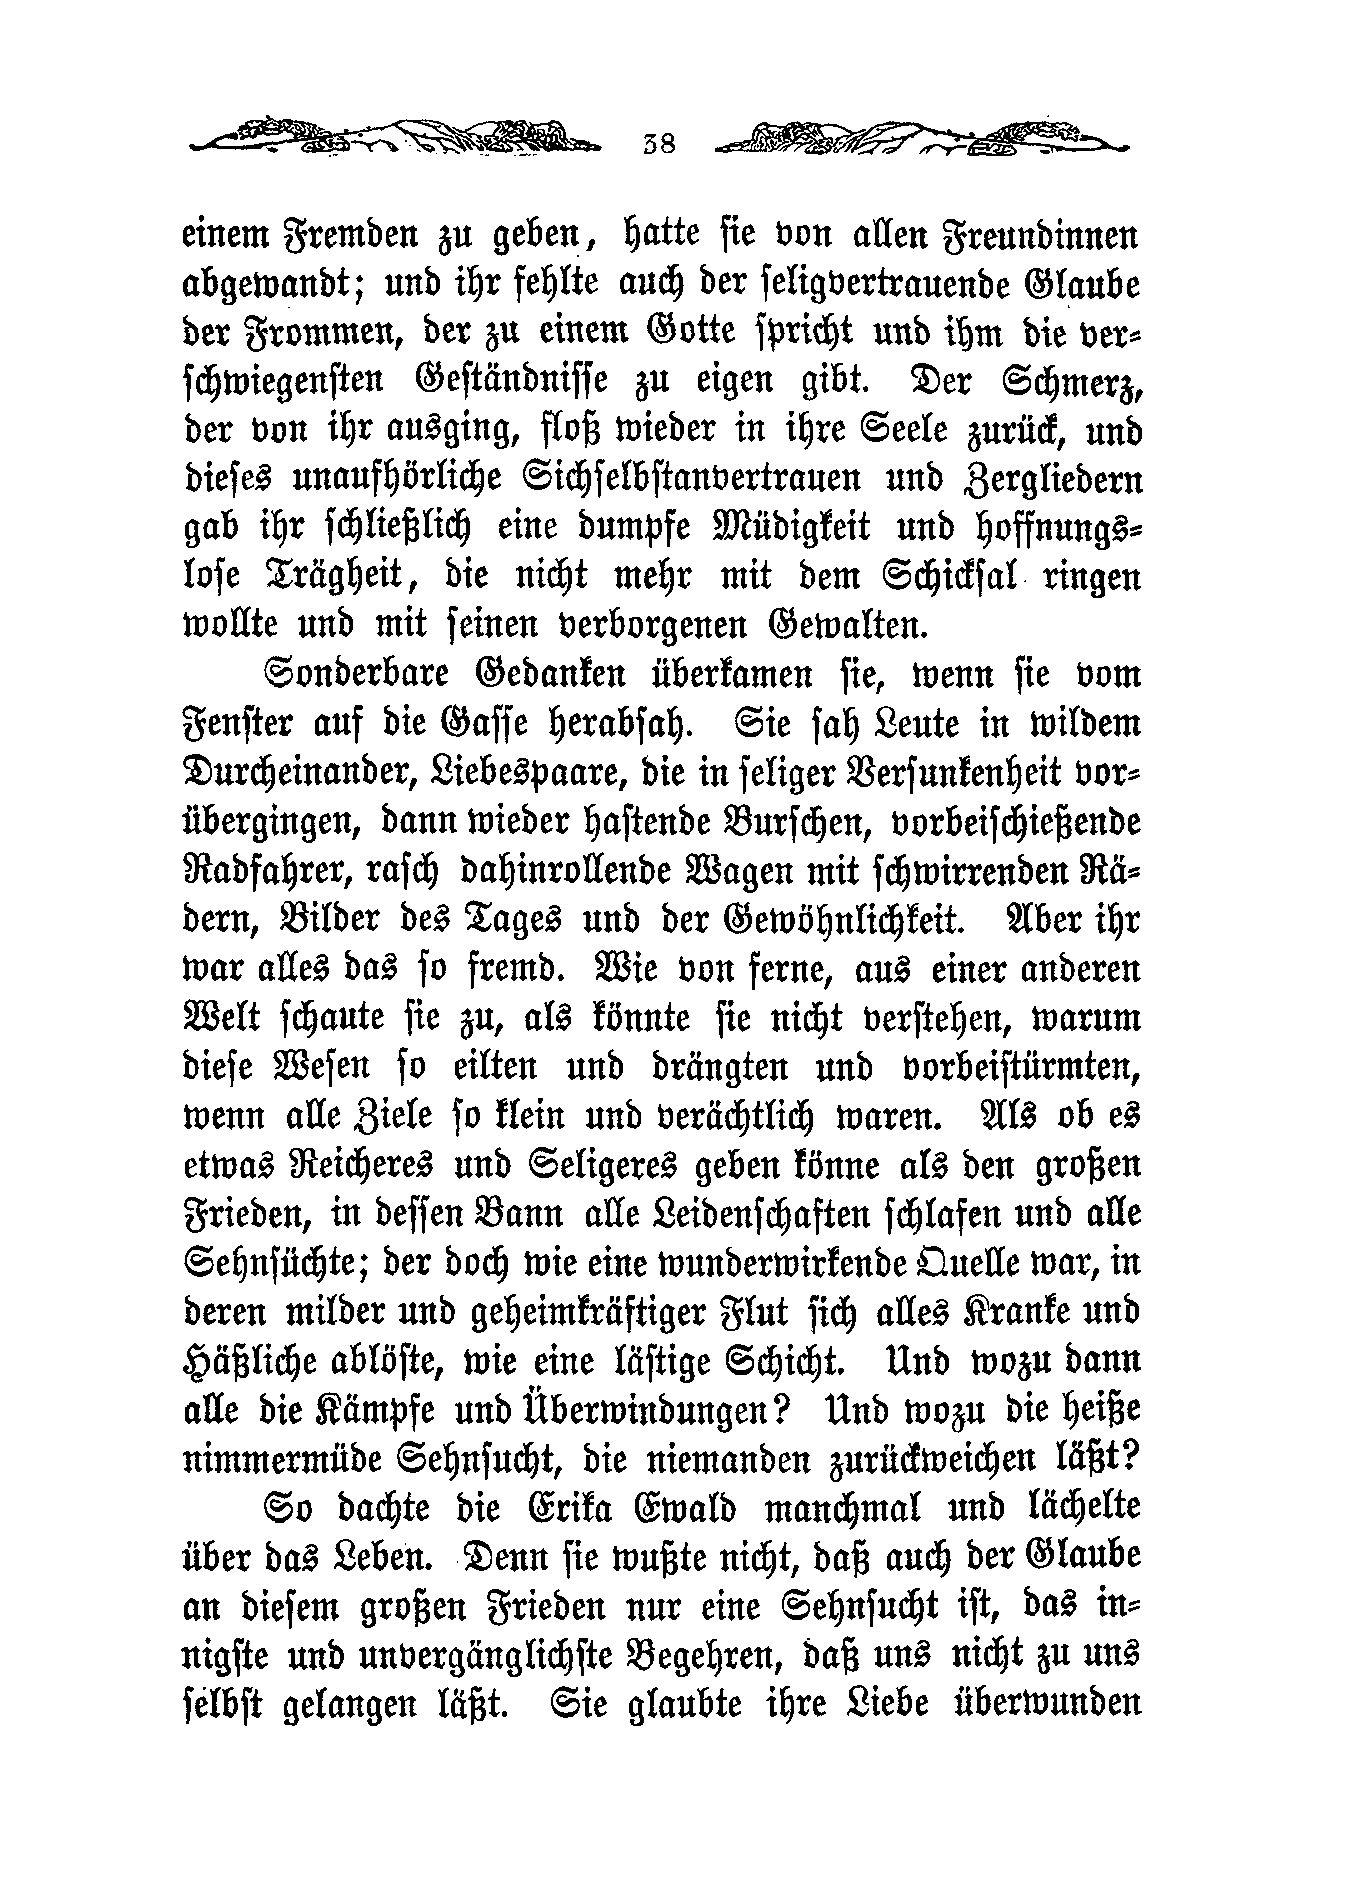 38
einem Fremden zu geben, hatte ſie von allen Freundinnen
abgewandt; und ihr fehlte auch der ſeligvertrauende Glaube
der Frommen, der zu einem Gotte ſpricht und ihm die ver⸗
ſchwiegenſten Geſtändniſſe zu eigen gibt. Der Schmerz,
der von ihr ausging, floß wieder in ihre Seele zurück, und
dieſes unaufhörliche Sichſelbſtanvertrauen und Zergliedern
gab ihr ſchließlich eine dumpfe Müdigkeit und hoffnungs⸗
loſe Trägheit, die nicht mehr mit dem Schickſal ringen
wollte und mit ſeinen verborgenen Gewalten.
Sonderbare Gedanken überkamen ſie, wenn ſie vom
Fenſter auf die Gaſſe herabſah. Sie ſah Leute in wildem
Durcheinander, Liebespaare, die in ſeliger Verſunkenheit vor⸗
übergingen, dann wieder haſtende Burſchen, vorbeiſchießende
Radfahrer, raſch dahinrollende Wagen mit ſchwirrenden Rä⸗
dern, Bilder des Tages und der Gewöhnlichkeit. Aber ihr
war alles das ſo fremd. Wie von ferne, aus einer anderen
Welt ſchaute ſie zu, als könnte ſie nicht verſtehen, warum
dieſe Weſen ſo eilten und drängten und vorbeiſtürmten,
wenn alle Ziele ſo klein und verächtlich waren. Als ob es
etwas Reicheres und Seligeres geben könne als den großen
Frieden, in deſſen Bann alle Leidenſchaften ſchlafen und alle
Sehnſüchte; der doch wie eine wunderwirkende Quelle war, in
deren milder und geheimkräftiger Flut ſich alles Kranke und
Häßliche ablöſte, wie eine läſtige Schicht. Und wozu dann
alle die Kämpfe und Überwindungen? Und wozu die heiße
nimmermüde Sehnſucht, die niemanden zurückweichen läßt?
So dachte die Erika Ewald manchmal und lächelte
über das Leben. Denn ſie wußte nicht, daß auch der Glaube
an dieſem großen Frieden nur eine Sehnſucht iſt, das in⸗
nigſte und unvergänglichſte Begehren, daß uns nicht zu uns
ſelbſt gelangen läßt. Sie glaubte ihre Liebe überwunden